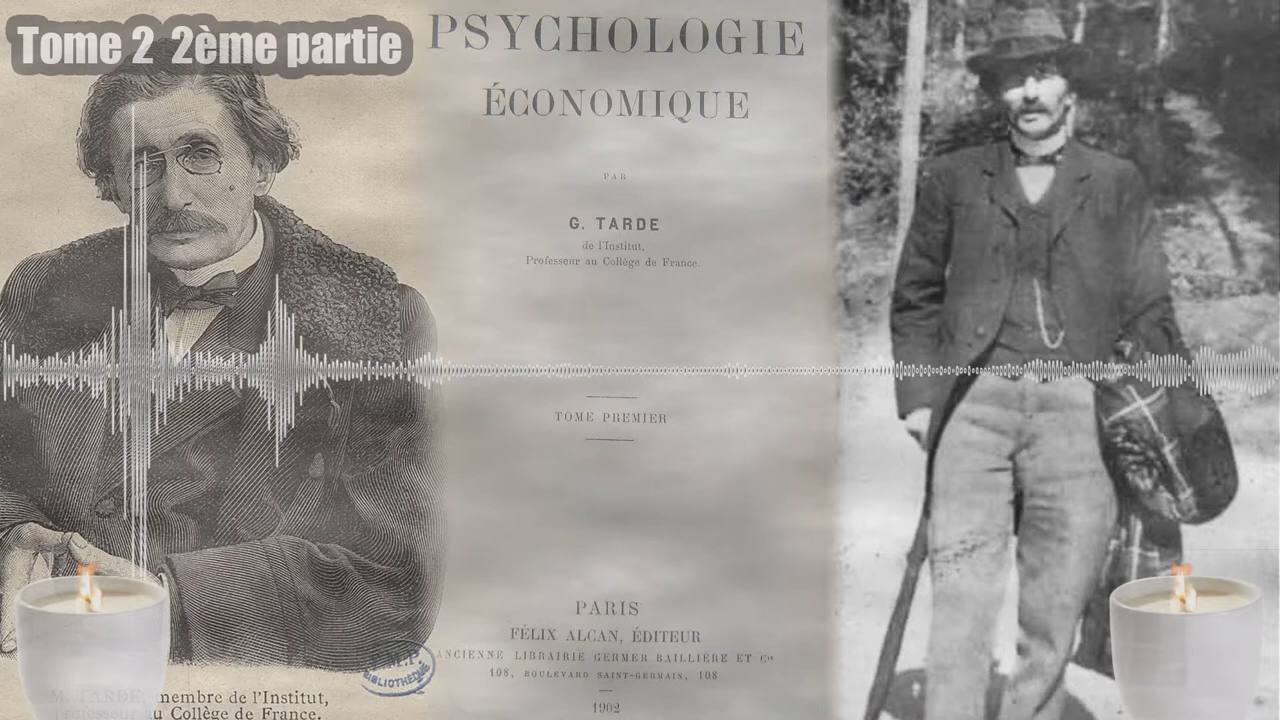 Tome 2 2ème partie
PSYCHOLOGIE
ÉCONOMIQUE
PAR
G. TARDE
de l'Institut,
Professeur au Collège de France.
TOME PREMIER
PARIS
FÉLIX ALCAN, ÉDITEUR
ANCIENNE LIBRAIRIE GERMER BAILLIÈRE ET Cie
108, BOULEVARD SAINT-GERMAIN, 108
1902
BIBLIOTHÈQUE
M. TARDE, membre de l'Institut,
professeur au Collège de France.